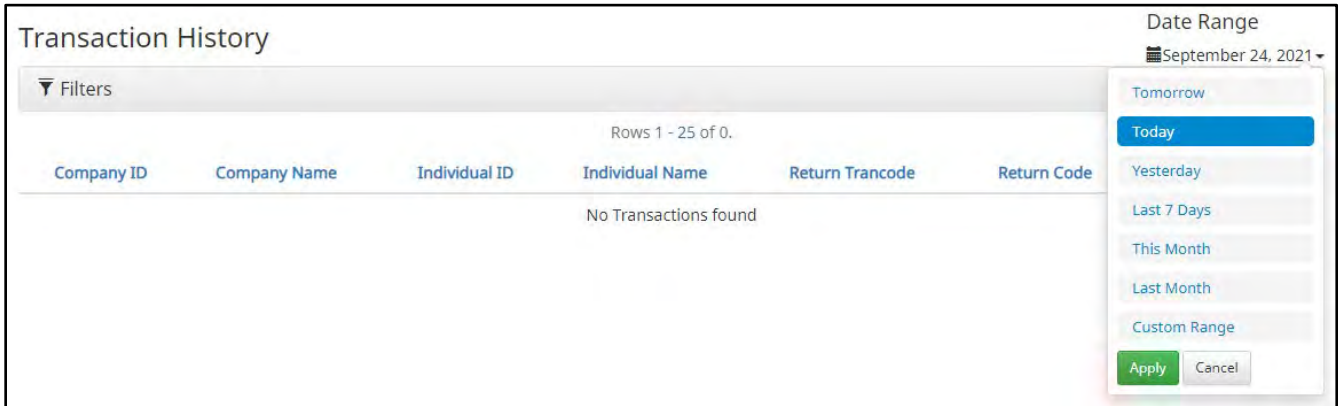 Transaction History
Date Range
September 24, 2021
Filters
Rows 1 - 25 of 0.
Company ID Company Name Individual ID Individual Name Return Trancode Return Code
No Transactions found
Tomorrow
Today
Yesterday
Last 7 Days
This Month
Last Month
Custom Range
Apply Cancel